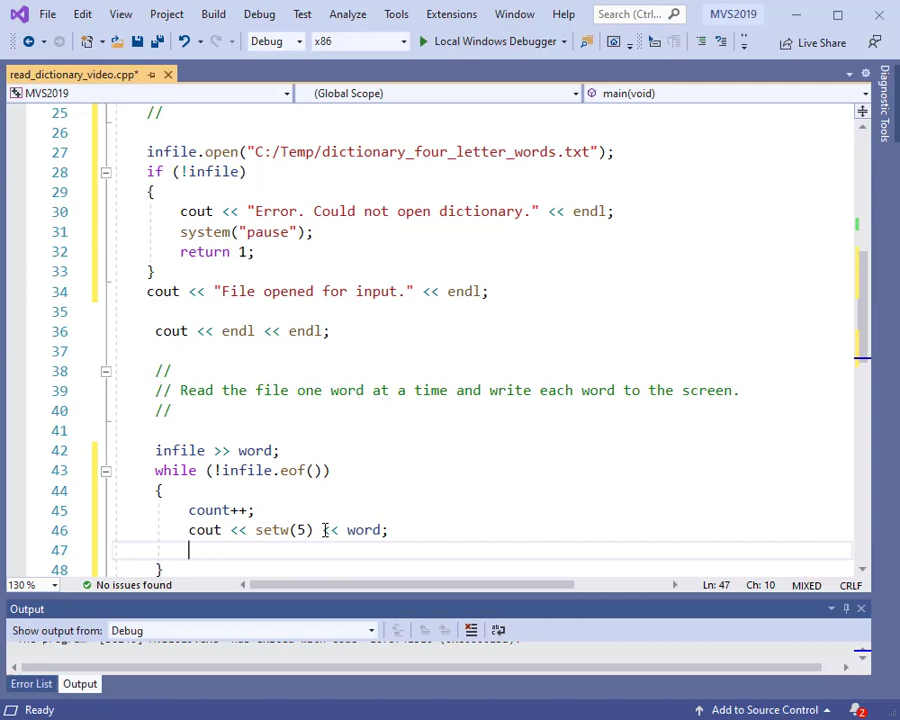 File Edit View Project Build Debug Test Analyze Tools Extensions Window Help Search (Ctrl... MVS2019
Debug x86 Local Windows Debugger Live Share
read_dictionary_video.cpp*
MVS2019 (Global Scope) main(void)
Diagnostic Tools
25 //
26
27 infile.open("C:/Temp/dictionary_four_letter_words.txt");
28 if (!infile)
29 {
30 cout << "Error. Could not open dictionary." << endl;
31 system("pause");
32 return 1;
33 }
34 cout << "File opened for input." << endl;
35
36 cout << endl << endl;
37
38 //
39 // Read the file one word at a time and write each word to the screen.
40 //
41
42 infile >> word;
43 while (!infile.eof())
44 {
45 count++;
46 cout << setw(5) << word;
47
48 }
130 % No issues found Ln: 47 Ch: 10 MIXED CRLF
Output
Show output from: Debug
Error List Output
Ready Add to Source Control 2